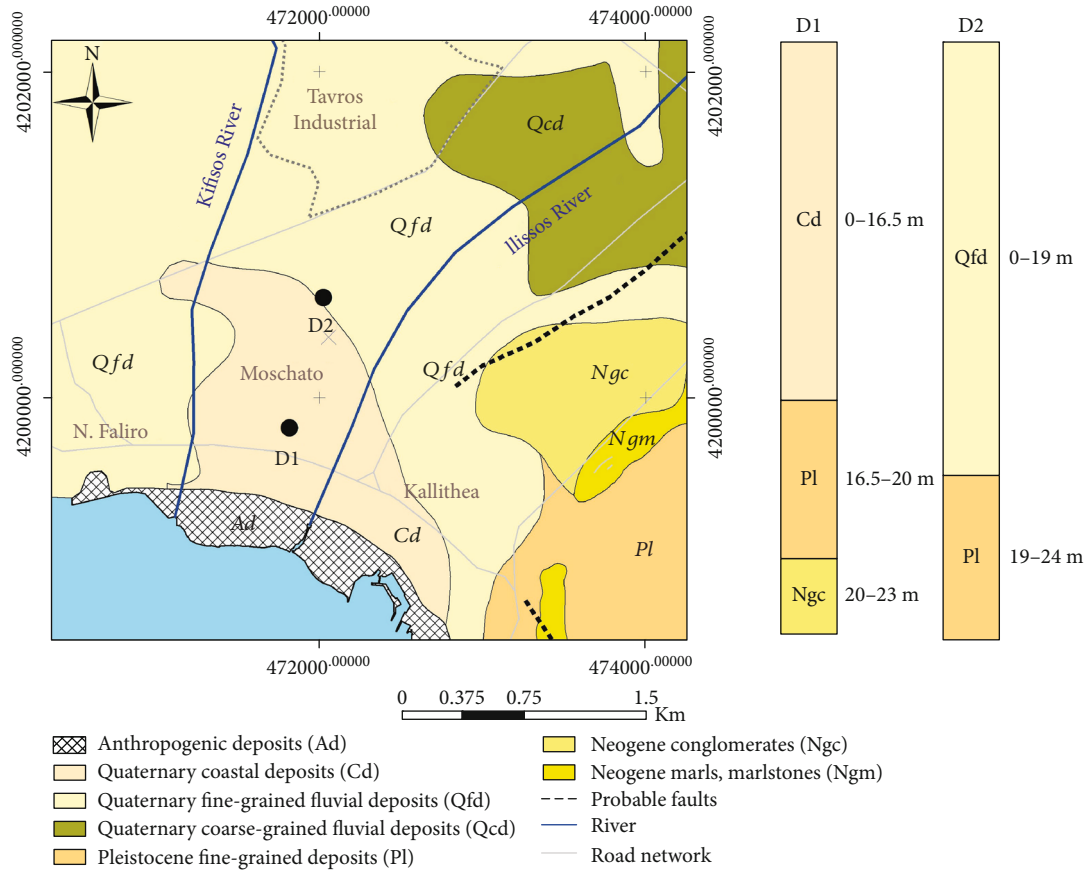 472000.00000
474000.00000
D1
D2
N
4202000.0000000
4202000.0000000
Tavros
Industrial
Qcd
Kifisos River
Ilissos River
Qfd
Cd
0–16.5 m
Qfd
0–19 m
D2
Qfd
Qfd
Moschato
Ngc
4200000.0000000
4200000.0000000
N. Faliro
D1
Ngm
Kallithea
Pl
16.5–20 m
Ad
Cd
Pl
Pl
19–24 m
Ngc
20–23 m
472000.00000
474000.00000
0
0.375
0.75
1.5
Km
Anthropogenic deposits (Ad)
Quaternary coastal deposits (Cd)
Quaternary fine-grained fluvial deposits (Qfd)
Quaternary coarse-grained fluvial deposits (Qcd)
Pleistocene fine-grained deposits (Pl)
Neogene conglomerates (Ngc)
Neogene marls, marlstones (Ngm)
Probable faults
River
Road network